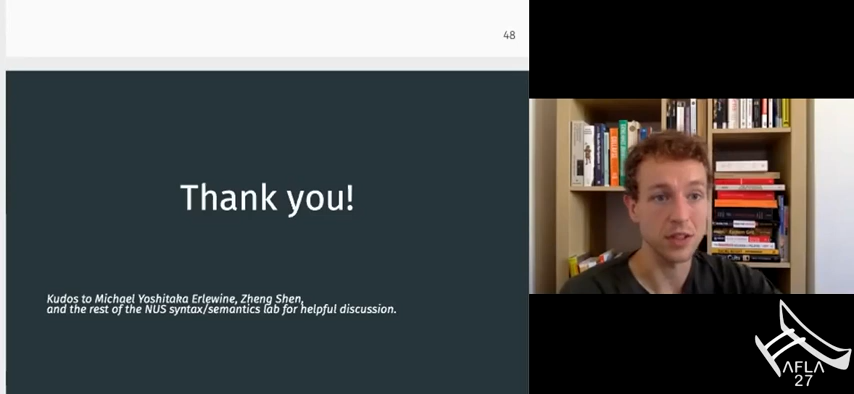 48
Thank you!
Kudos to Michael Yoshitaka Erlewine, Zheng Shen,
and the rest of the NUS syntax/semantics lab for helpful discussion.
AFLA
27